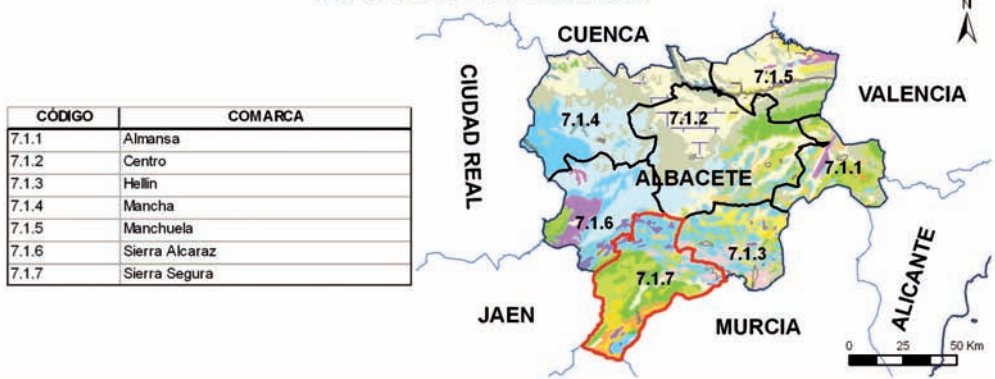 CÓDIGO COMARCA
7.1.1 Almansa
7.1.2 Centro
7.1.3 Hellin
7.1.4 Mancha
7.1.5 Manchuela
7.1.6 Sierra Alcaraz
7.1.7 Sierra Segura
N
CUENCA
CIUDAD REAL
VALENCIA
7.1.5
7.1.4
7.1.2
7.1.1
ALBACETE
7.1.6
7.1.3
7.1.7
JAEN
MURCIA
ALICANTE
0 25 50 Km